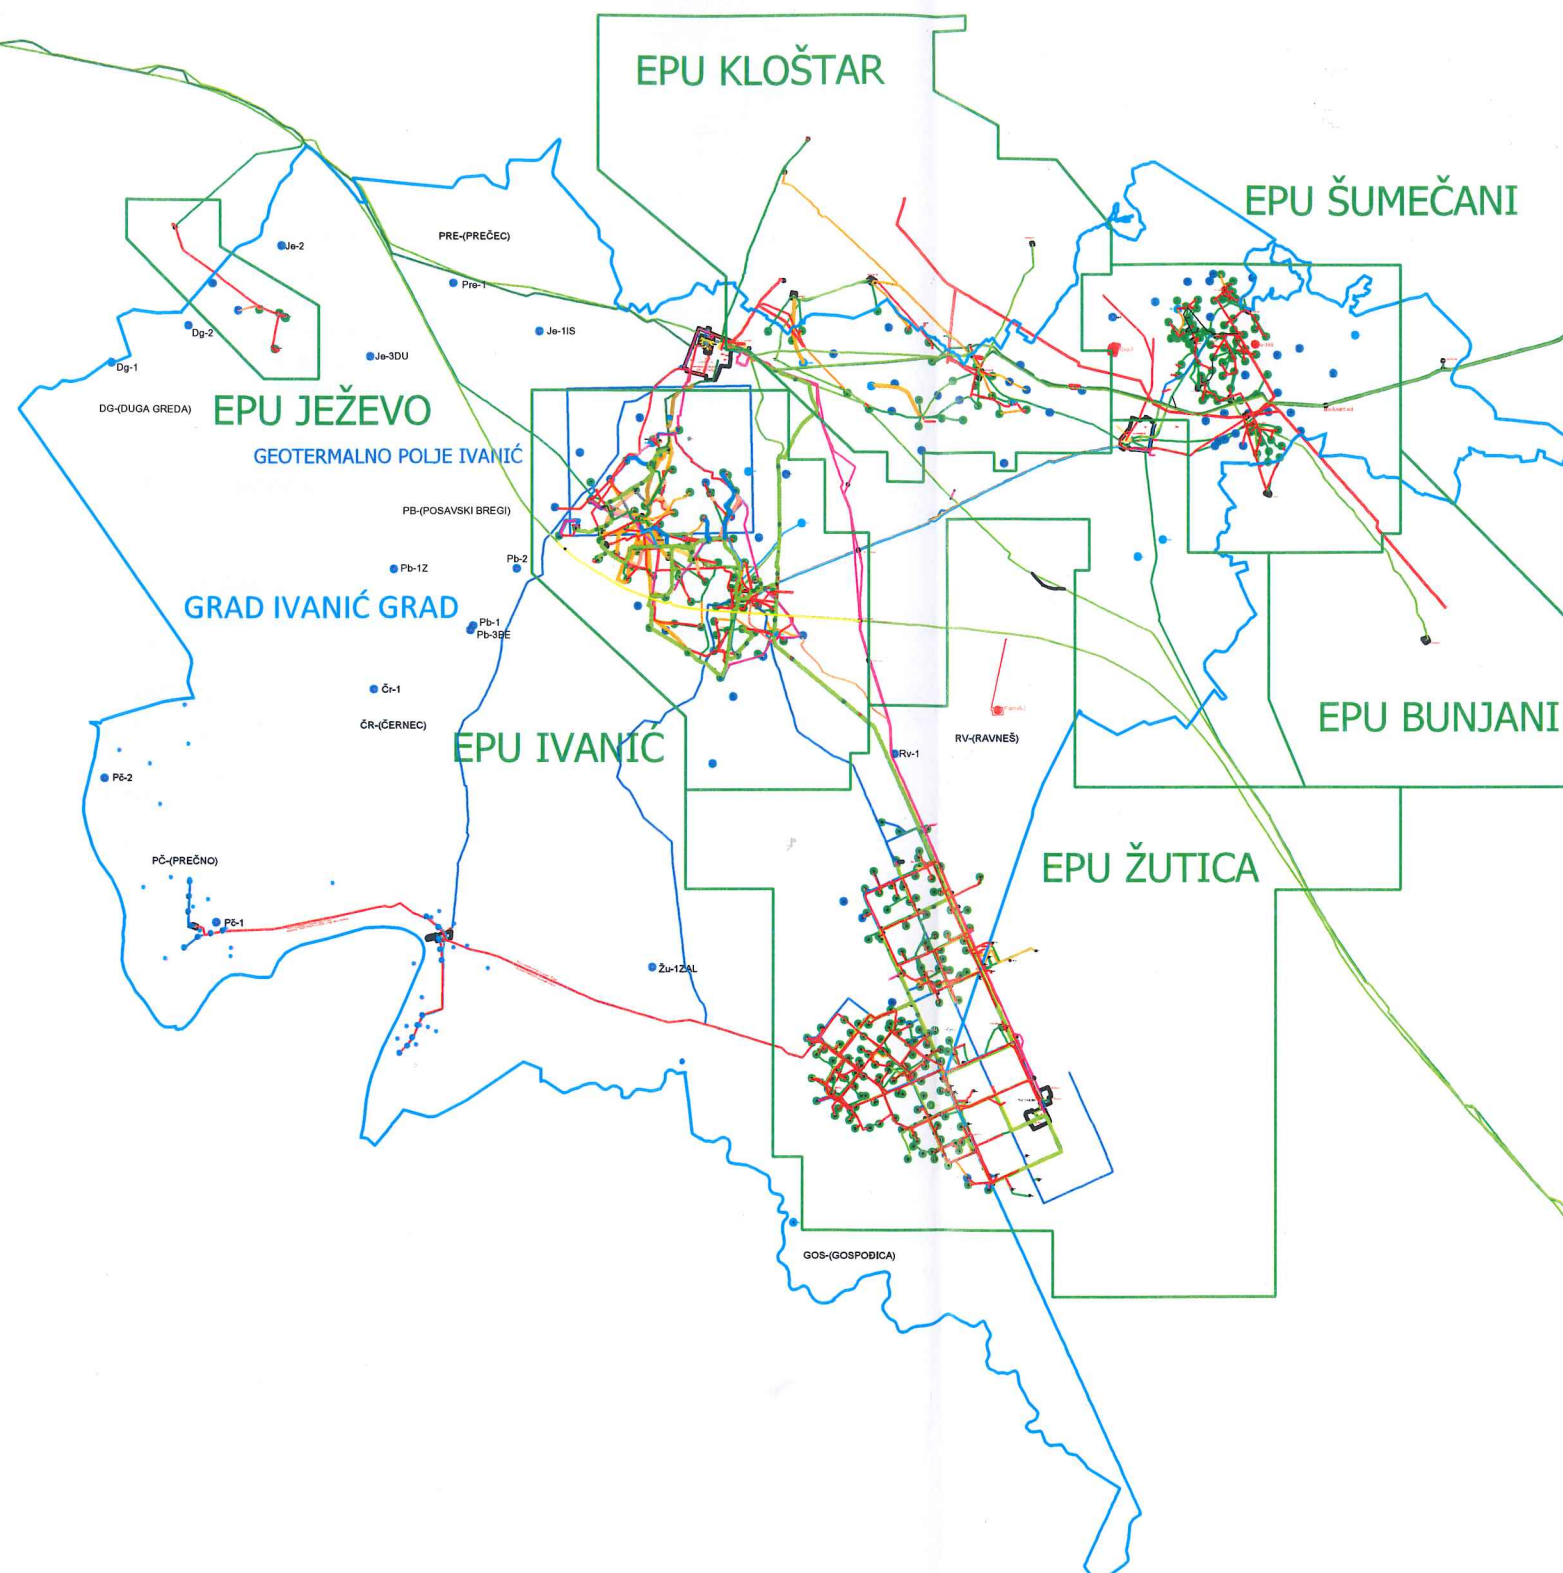 EPU KLOŠTAR
EPU ŠUMEČANI
PRE-(PREČEC)
Je-2
Pre-1
Dg-2
Je-1IS
Je-3DU
Dg-1
DG-(DUGA GREDA)
EPU JEŽEVO
GEOTERMALNO POLJE IVANIĆ
PB-(POSAVSKI BREGI)
Pb-2
Pb-1Z
GRAD IVANIĆ GRAD
Pb-1
Pb-3BE
Čr-1
ČR-(ČERNEC)
EPU IVANIĆ
RV-(RAVNEŠ)
Rv-1
EPU BUNJANI
Pč-2
PČ-(PREČNO)
EPU ŽUTICA
Pč-1
Žu-1ZAL
GOS-(GOSPOĐICA)